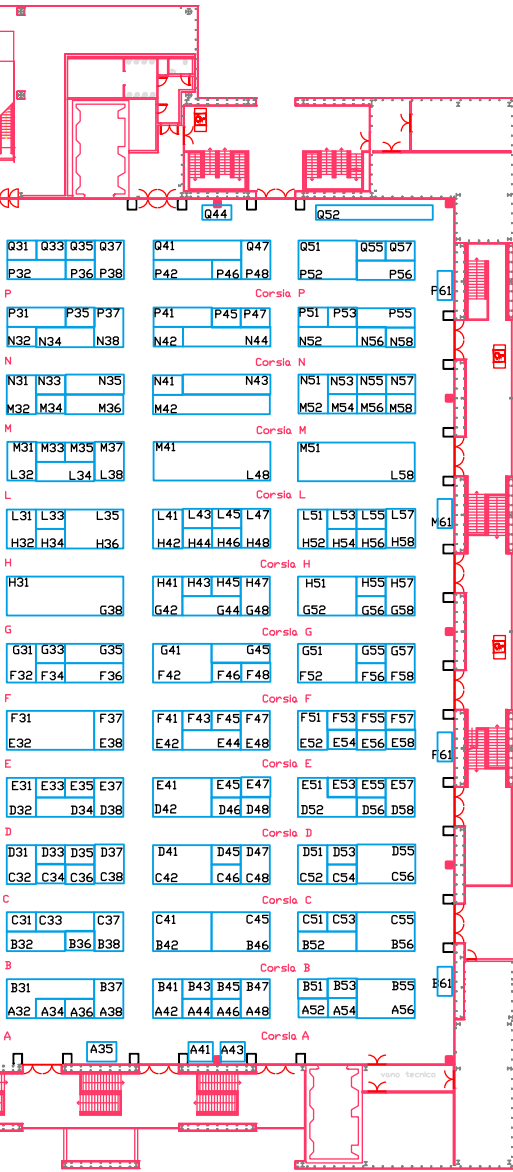 Q44 Q52
Q31 Q33 Q35 Q37 Q41 Q47 Q51 Q55 Q57
P32 P36 P38 P42 P46 P48 P52 P56
P61
P Corsia P
P31 P35 P37 P41 P45 P47 P51 P53 P55
N32 N34 N38 N42 N44 N52 N56 N58
N Corsia N
N31 N33 N35 N41 N43 N51 N53 N55 N57
M32 M34 M36 M42 M52 M54 M56 M58
M Corsia M
M31 M33 M35 M37 M41 M51
L32 L34 L38 L48 L58
L Corsia L
L31 L33 L35 L41 L43 L45 L47 L51 L53 L55 L57
M61
H32 H34 H36 H42 H44 H46 H48 H52 H54 H56 H58
H Corsia H
H31 H41 H43 H45 H47 H51 H55 H57
G38 G42 G44 G48 G52 G56 G58
G Corsia G
G31 G33 G35 G41 G45 G51 G55 G57
F32 F34 F36 F42 F46 F48 F52 F56 F58
F Corsia F
F31 F37 F41 F43 F45 F47 F51 F53 F55 F57
E32 E38 E42 E44 E48 E52 E54 E56 E58
F61
E Corsia E
E31 E33 E35 E37 E41 E45 E47 E51 E53 E55 E57
D32 D34 D38 D42 D46 D48 D52 D56 D58
D Corsia D
D31 D33 D35 D37 D41 D45 D47 D51 D53 D55
C32 C34 C36 C38 C42 C46 C48 C52 C54 C56
C Corsia C
C31 C33 C37 C41 C45 C51 C53 C55
B32 B36 B38 B42 B46 B52 B56
B Corsia B
B31 B37 B41 B43 B45 B47 B51 B53 B55
B61
A32 A34 A36 A38 A42 A44 A46 A48 A52 A54 A56
A Corsia A
A35 A41 A43
vano tecnico